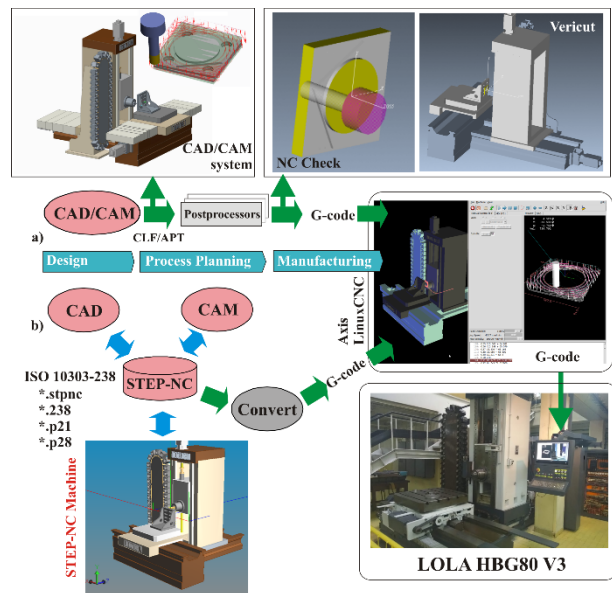 CAD/CAM
system
NC Check
Vericut
CAD/CAM
Postprocessors
G-code
a)
CLF/APT
Design
Process Planning
Manufacturing
b)
CAD
CAM
Axis
LinuxCNC
G-code
ISO 10303-238
*.stpnc
*.238
*.p21
*.p28
STEP-NC
Convert
G-code
STEP-NC Machine
LOLA HBG80 V3